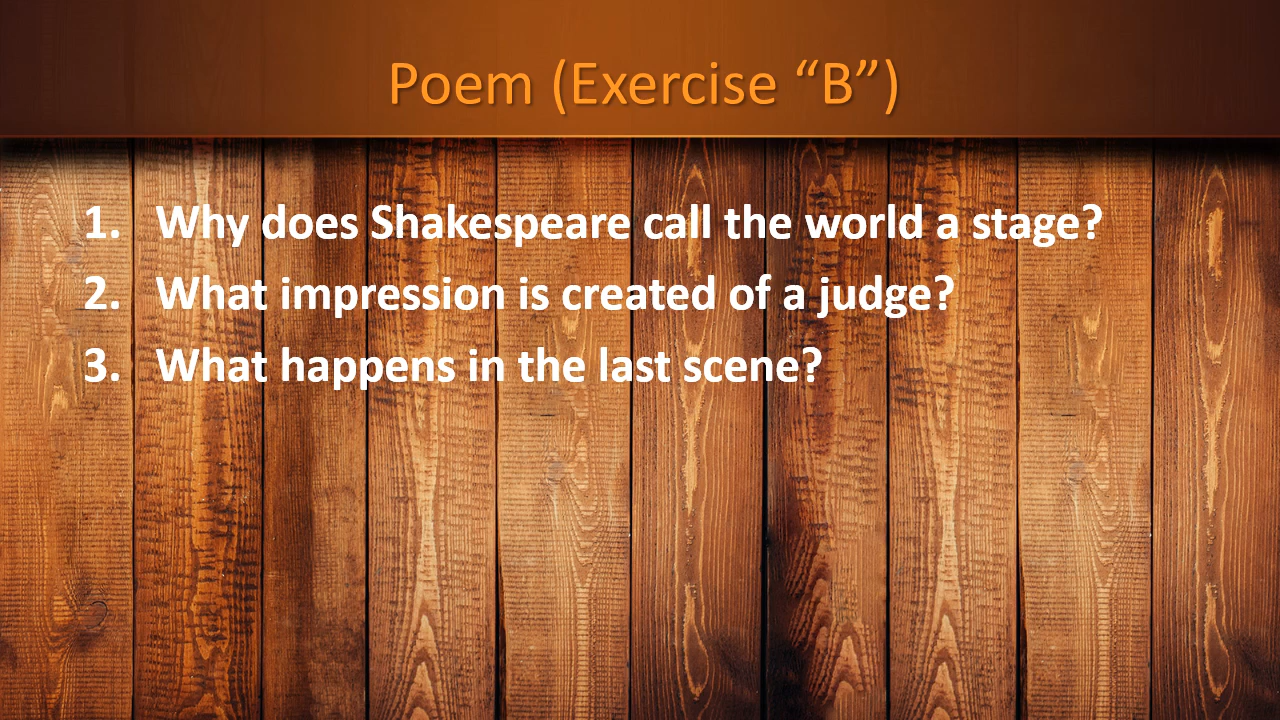 Poem (Exercise “B”)
1. Why does Shakespeare call the world a stage?
2. What impression is created of a judge?
3. What happens in the last scene?